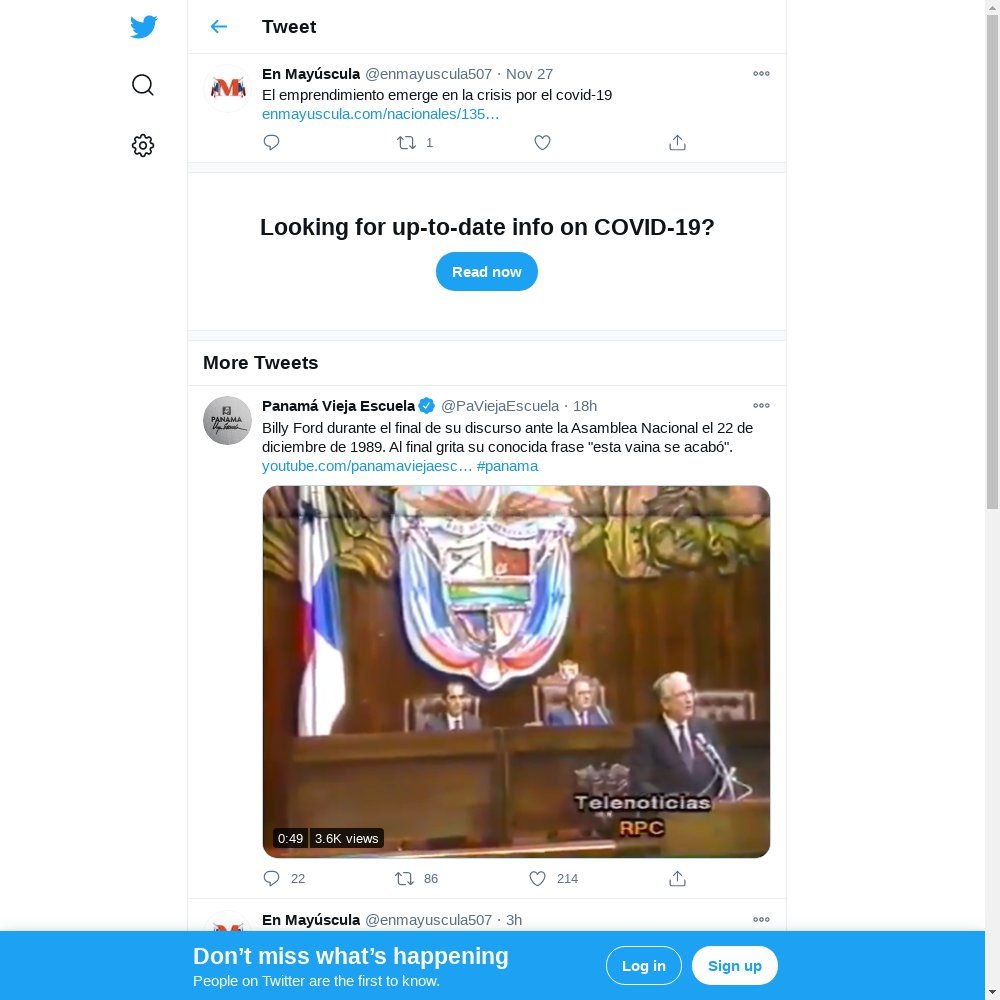 Tweet
En Mayúscula @enmayuscula507 · Nov 27
El emprendimiento emerge en la crisis por el covid-19
enmayuscula.com/nacionales/135…
1
Looking for up-to-date info on COVID-19?
Read now
More Tweets
Panamá Vieja Escuela @PaViejaEscuela · 18h
Billy Ford durante el final de su discurso ante la Asamblea Nacional el 22 de
diciembre de 1989. Al final grita su conocida frase "esta vaina se acabó".
youtube.com/panamaviejaesc… #panama
PANAMA
Telenoticias
RPC
0:49 3.6K views
22 86 214
En Mayúscula @enmayuscula507 · 3h
Don’t miss what’s happening
People on Twitter are the first to know.
Log in
Sign up